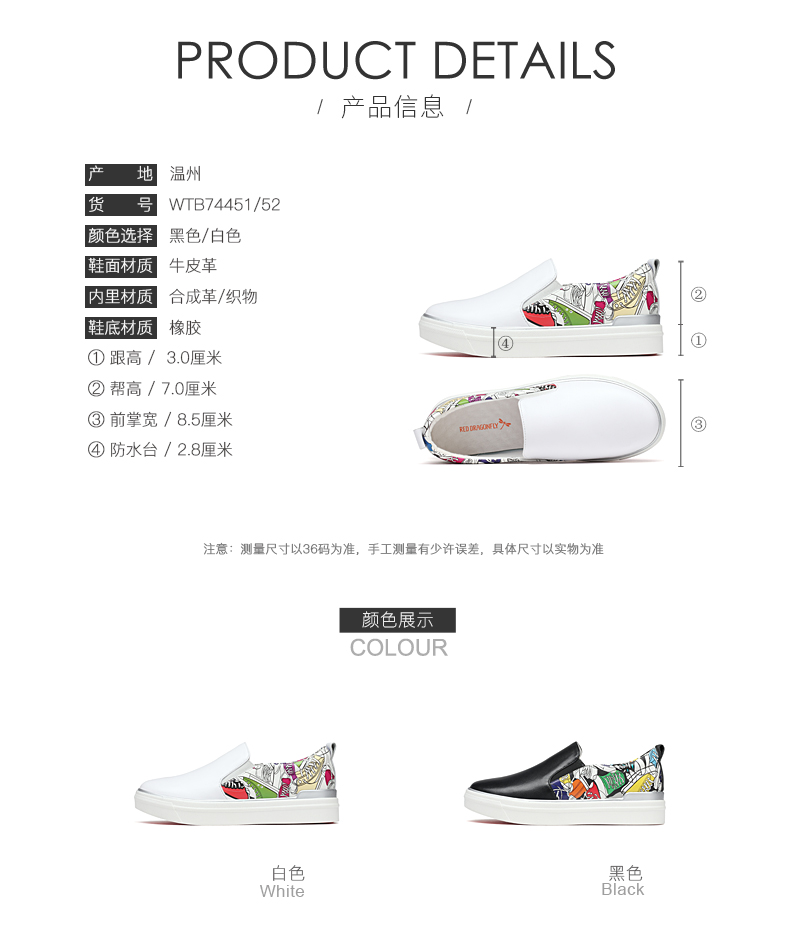 PRODUCT DETAILS
/ 产品信息 /
产 地 温州
货 号 WTB74451/52
颜色选择 黑色/白色
鞋面材质 牛皮革
内里材质 合成革/织物
鞋底材质 橡胶
① 跟高 / 3.0厘米
② 帮高 / 7.0厘米
③ 前掌宽 / 8.5厘米
④ 防水台 / 2.8厘米
②
①
④
RED DRAGONFLY
③
注意：测量尺寸以36码为准，手工测量有少许误差，具体尺寸以实物为准
颜色展示
COLOUR
白色
White
黑色
Black